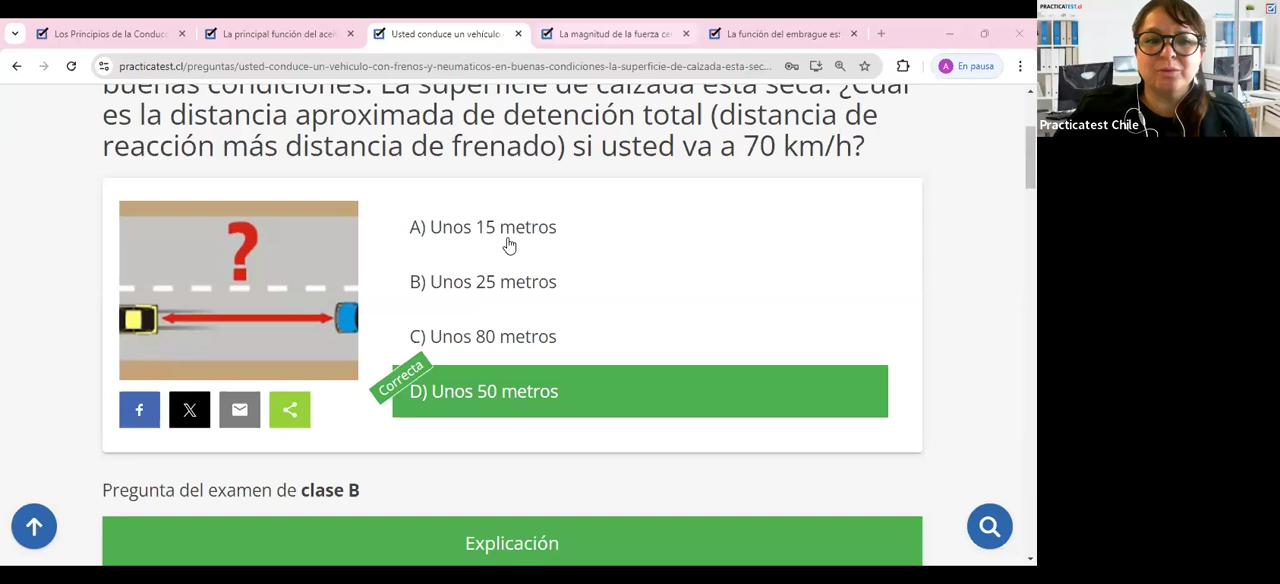 Los Principios de la Conduc
La principal función del acel
Usted conduce un vehículo
La magnitud de la fuerza ce
La función del embrague es:
practicatest.cl/preguntas/usted-conduce-un-vehiculo-con-frenos-y-neumaticos-en-buenas-condiciones-la-superficie-de-calzada-esta-sec...
A
En pausa
PRACTICATEST.cl
Practicatest Chile
buenas condiciones. La superficie de calzada está seca. ¿Cuál
es la distancia aproximada de detención total (distancia de
reacción más distancia de frenado) si usted va a 70 km/h?
?
A) Unos 15 metros
B) Unos 25 metros
C) Unos 80 metros
Correcta
D) Unos 50 metros
Pregunta del examen de clase B
Explicación